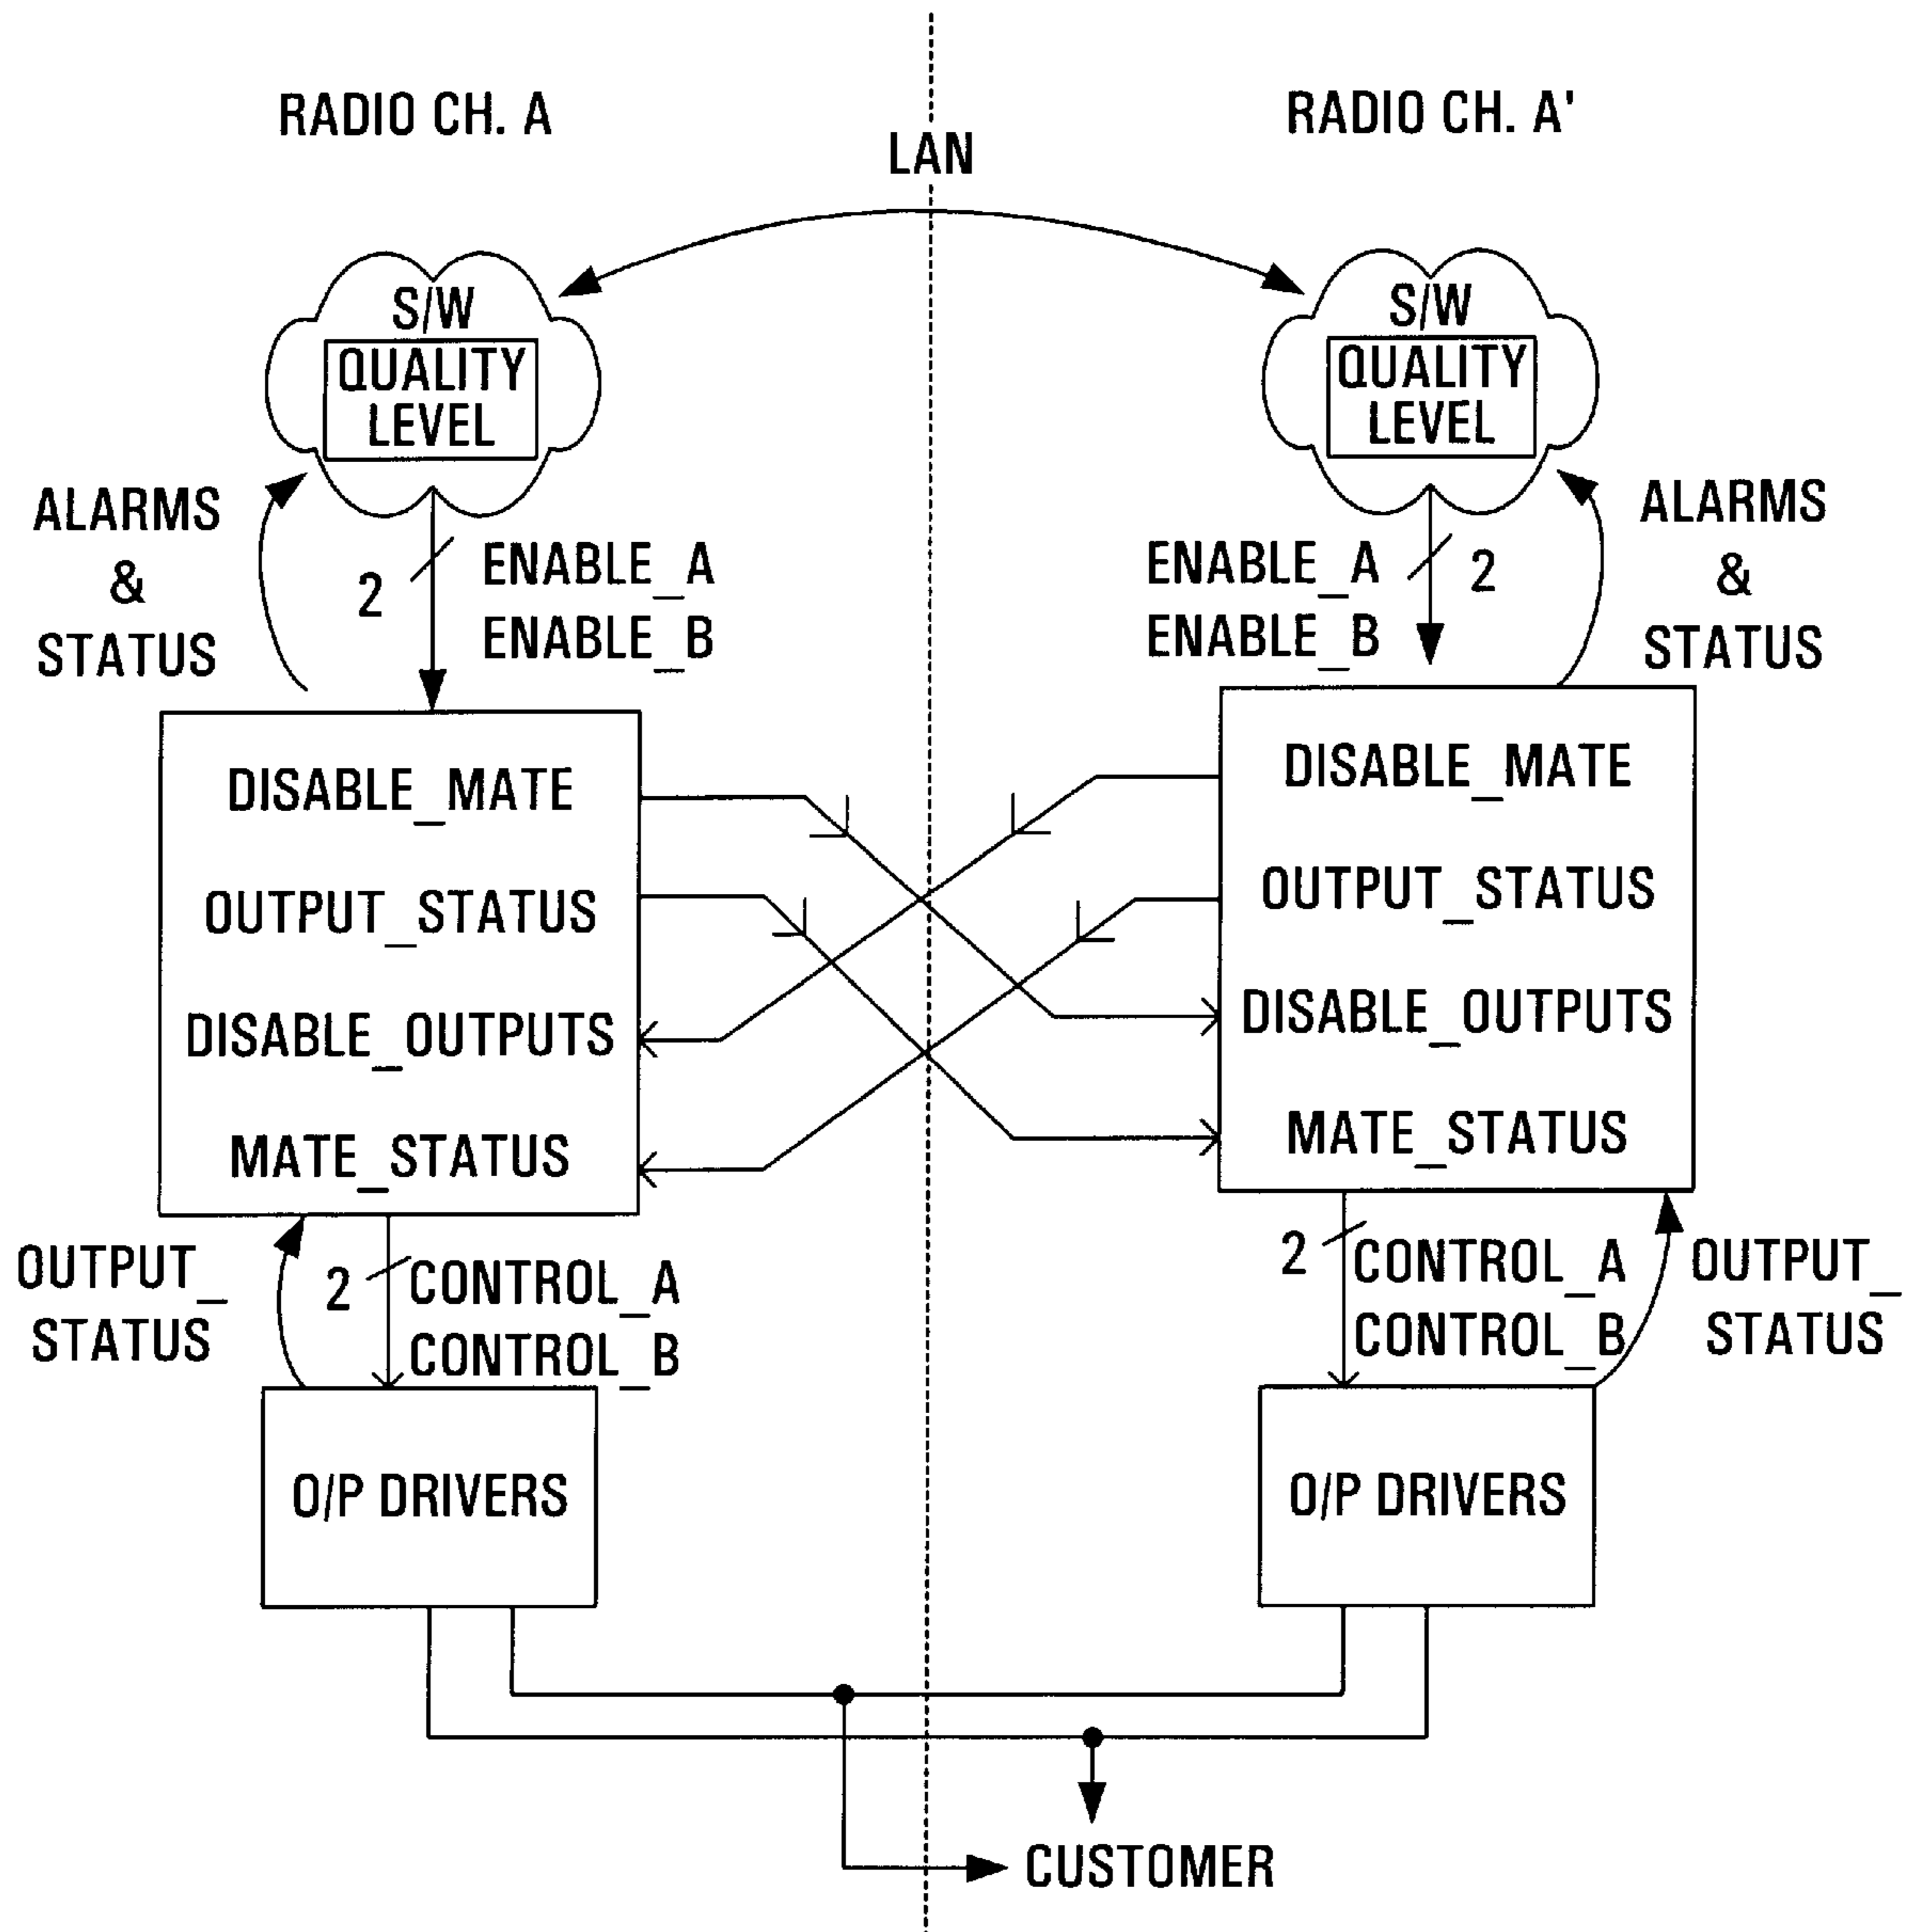 RADIO CH. A
RADIO CH. A'
LAN
S/W
QUALITY
LEVEL
S/W
QUALITY
LEVEL
ALARMS
&
STATUS
2
ENABLE_A
ENABLE_B
ENABLE_A
ENABLE_B
2
ALARMS
&
STATUS
DISABLE_MATE
OUTPUT_STATUS
DISABLE_OUTPUTS
MATE_STATUS
DISABLE_MATE
OUTPUT_STATUS
DISABLE_OUTPUTS
MATE_STATUS
OUTPUT_
STATUS
2
CONTROL_A
CONTROL_B
2
CONTROL_A
CONTROL_B
OUTPUT_
STATUS
O/P DRIVERS
O/P DRIVERS
CUSTOMER